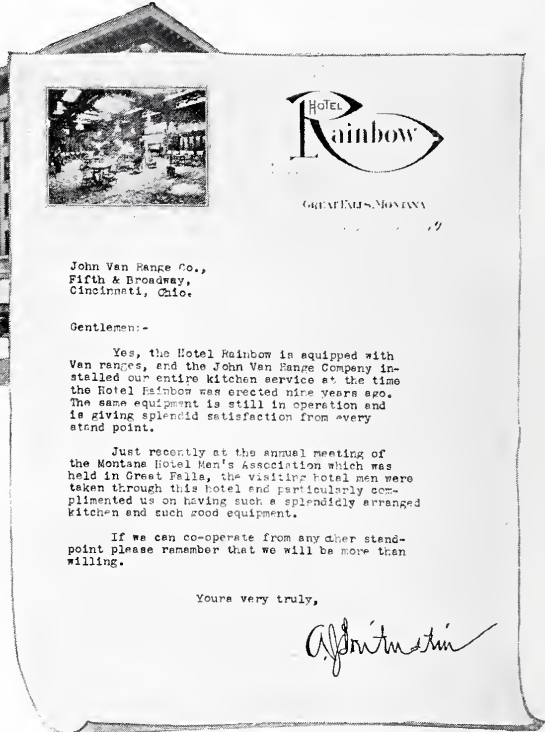 HOTEL
Rainbow
GREAT FALLS, MONTANA
19
John Van Range Co.,
Fifth & Broadway,
Cincinnati, Ohio.
Gentlemen:-
Yes, the Hotel Rainbow is equipped with
Van ranges, and the John Van Range Company in-
stalled our entire kitchen service at the time
the Hotel Rainbow was erected nine years ago.
The same equipment is still in operation and
is giving splendid satisfaction from every
stand point.
Just recently at the annual meeting of
the Montana Hotel Men's Association which was
held in Great Falls, the visiting hotel men were
taken through this hotel and particularly com-
plimented us on having such a splendidly arranged
kitchen and such good equipment.
If we can co-operate from any other stand-
point please remember that we will be more than
willing.
Yours very truly,